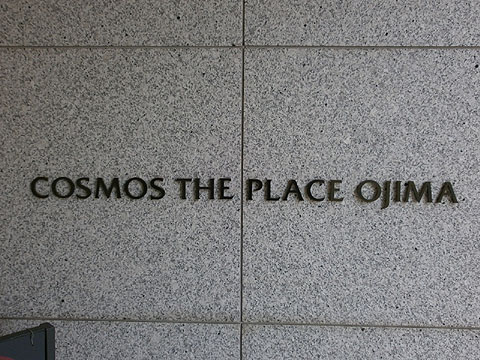 COSMOS THE PLACE OJIMA